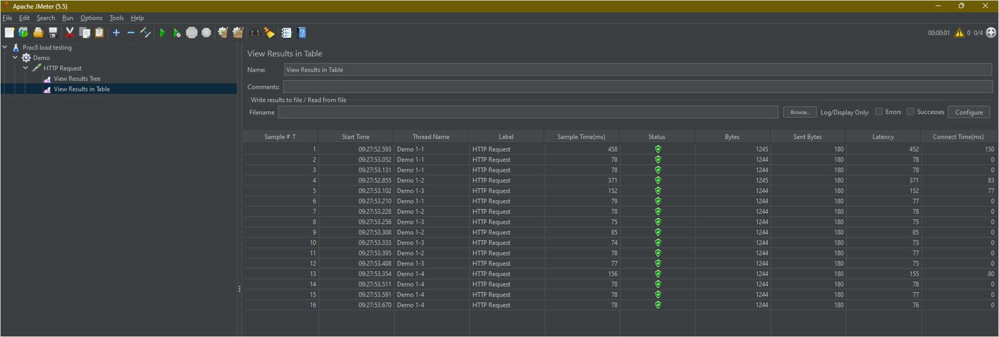 Apache JMeter (5.5)
File Edit Search Run Options Tools Help
00:00:01 0 0/4
Prac8 load testing
Demo
HTTP Request
View Results Tree
View Results in Table
View Results in Table
Name: View Results in Table
Comments:
Write results to file / Read from file
Filename Browse... Log/Display Only: Errors Successes Configure
Sample # ↑ Start Time Thread Name Label Sample Time(ms) Status Bytes Sent Bytes Latency Connect Time(ms)
1 09:27:52.593 Demo 1-1 HTTP Request 458 1245 180 452 150
2 09:27:53.052 Demo 1-1 HTTP Request 78 1244 180 78 0
3 09:27:53.131 Demo 1-1 HTTP Request 78 1244 180 78 0
4 09:27:52.855 Demo 1-2 HTTP Request 371 1245 180 371 83
5 09:27:53.102 Demo 1-3 HTTP Request 152 1244 180 152 77
6 09:27:53.210 Demo 1-1 HTTP Request 79 1244 180 77 0
7 09:27:53.228 Demo 1-2 HTTP Request 78 1244 180 78 0
8 09:27:53.256 Demo 1-3 HTTP Request 75 1244 180 75 0
9 09:27:53.308 Demo 1-2 HTTP Request 85 1244 180 85 0
10 09:27:53.333 Demo 1-3 HTTP Request 74 1244 180 73 0
11 09:27:53.395 Demo 1-2 HTTP Request 78 1244 180 77 0
12 09:27:53.408 Demo 1-3 HTTP Request 77 1244 180 75 0
13 09:27:53.354 Demo 1-4 HTTP Request 156 1244 180 155 80
14 09:27:53.511 Demo 1-4 HTTP Request 78 1244 180 78 0
15 09:27:53.591 Demo 1-4 HTTP Request 78 1244 180 77 0
16 09:27:53.670 Demo 1-4 HTTP Request 78 1244 180 76 0